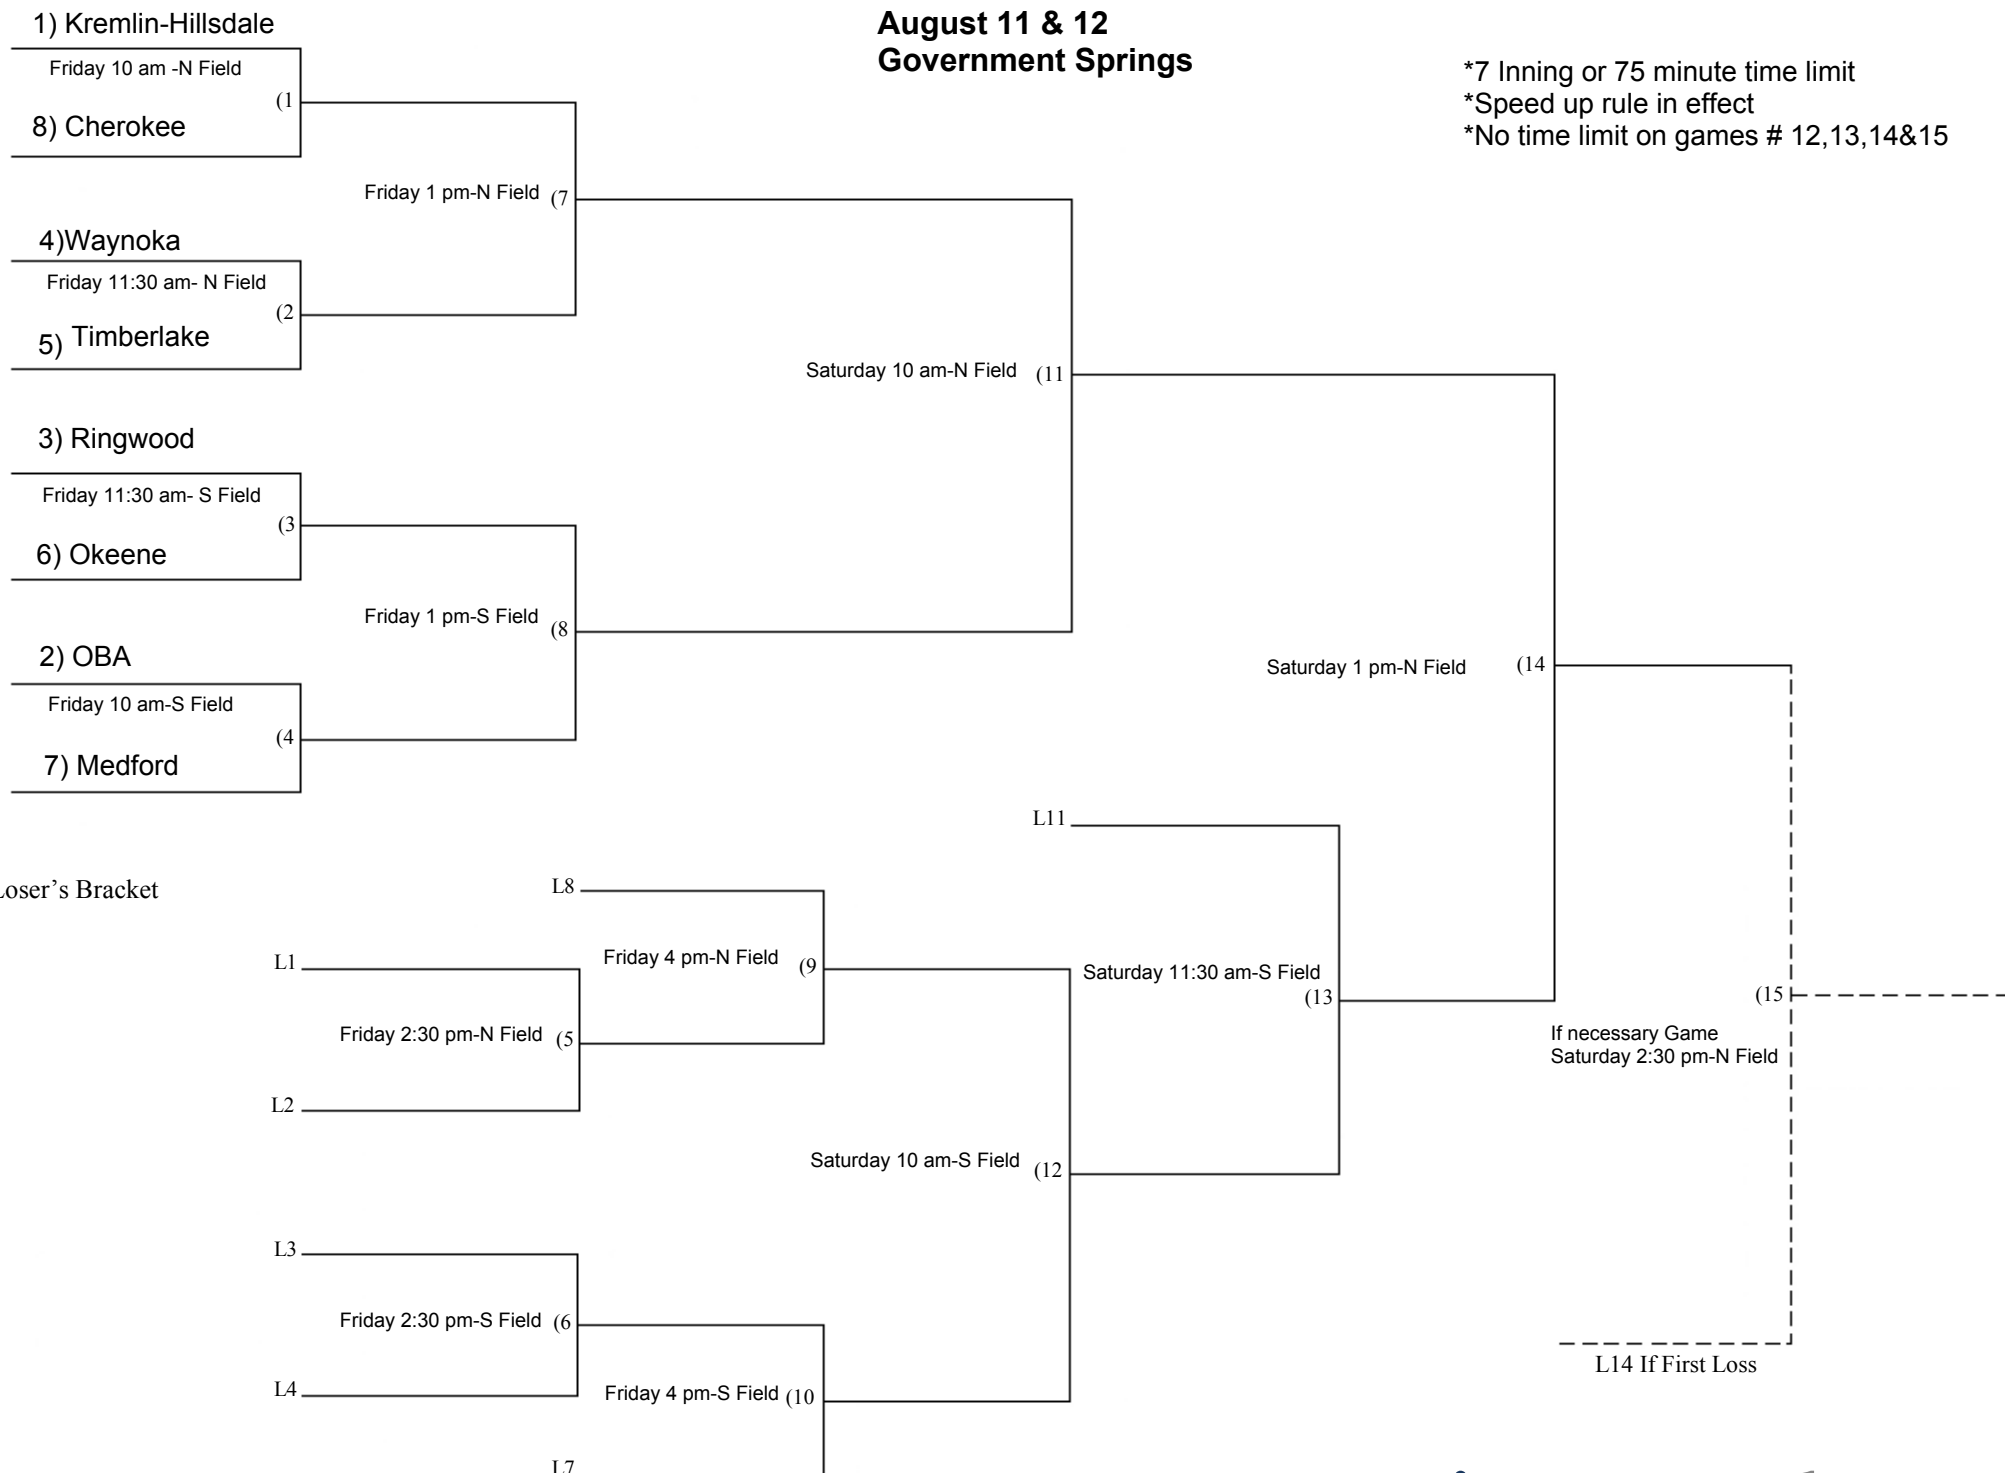 August 11 & 12
Government Springs
*7 Inning or 75 minute time limit
*Speed up rule in effect
*No time limit on games # 12,13,14&15
1) Kremlin-Hillsdale
Friday 10 am -N Field
(1
8) Cherokee
Friday 1 pm-N Field (7
4)Waynoka
Friday 11:30 am- N Field
(2
5) Timberlake
Saturday 10 am-N Field (11
3) Ringwood
Friday 11:30 am- S Field
(3
6) Okeene
Friday 1 pm-S Field (8
2) OBA
Friday 10 am-S Field
(4
7) Medford
Saturday 1 pm-N Field (14
L11
Loser's Bracket
L8
L1
Friday 4 pm-N Field (9
Saturday 11:30 am-S Field
(13
(15
If necessary Game
Saturday 2:30 pm-N Field
Friday 2:30 pm-N Field (5
L2
Saturday 10 am-S Field (12
L3
Friday 2:30 pm-S Field (6
L4
Friday 4 pm-S Field (10
L14 If First Loss
L7